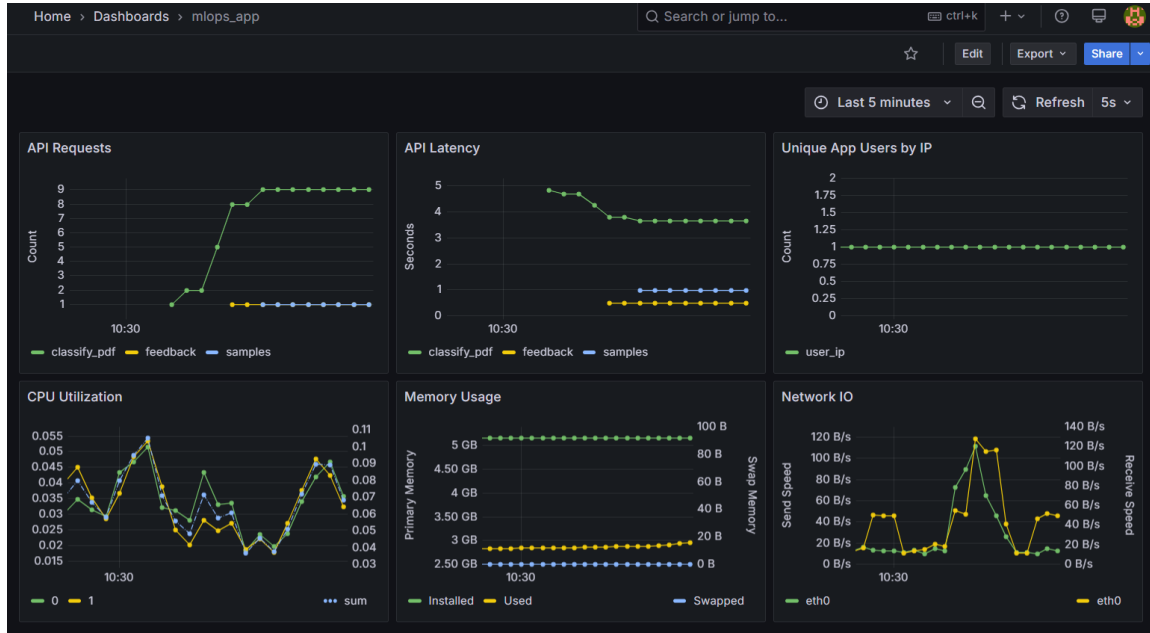 Home › Dashboards › mlops_app
Search or jump to...
ctrl+k
Edit
Export
Share
Last 5 minutes
Refresh
5s
API Requests
9
8
7
6
5
4
3
2
1
Count
10:30
classify_pdf
feedback
samples
API Latency
5
4
3
2
1
0
Seconds
10:30
classify_pdf
feedback
samples
Unique App Users by IP
2
1.75
1.5
1.25
1
0.75
0.5
0.25
0
Count
10:30
user_ip
CPU Utilization
0.055
0.05
0.045
0.04
0.035
0.03
0.025
0.02
0.015
0.11
0.1
0.09
0.08
0.07
0.06
0.05
0.04
0.03
10:30
0
1
sum
Memory Usage
5 GB
4.50 GB
4 GB
3.50 GB
3 GB
2.50 GB
Primary Memory
100 B
80 B
60 B
40 B
20 B
0 B
Swap Memory
10:30
Installed
Used
Swapped
Network IO
120 B/s
100 B/s
80 B/s
60 B/s
40 B/s
20 B/s
0 B/s
Send Speed
140 B/s
120 B/s
100 B/s
80 B/s
60 B/s
40 B/s
20 B/s
0 B/s
Receive Speed
10:30
eth0
eth0